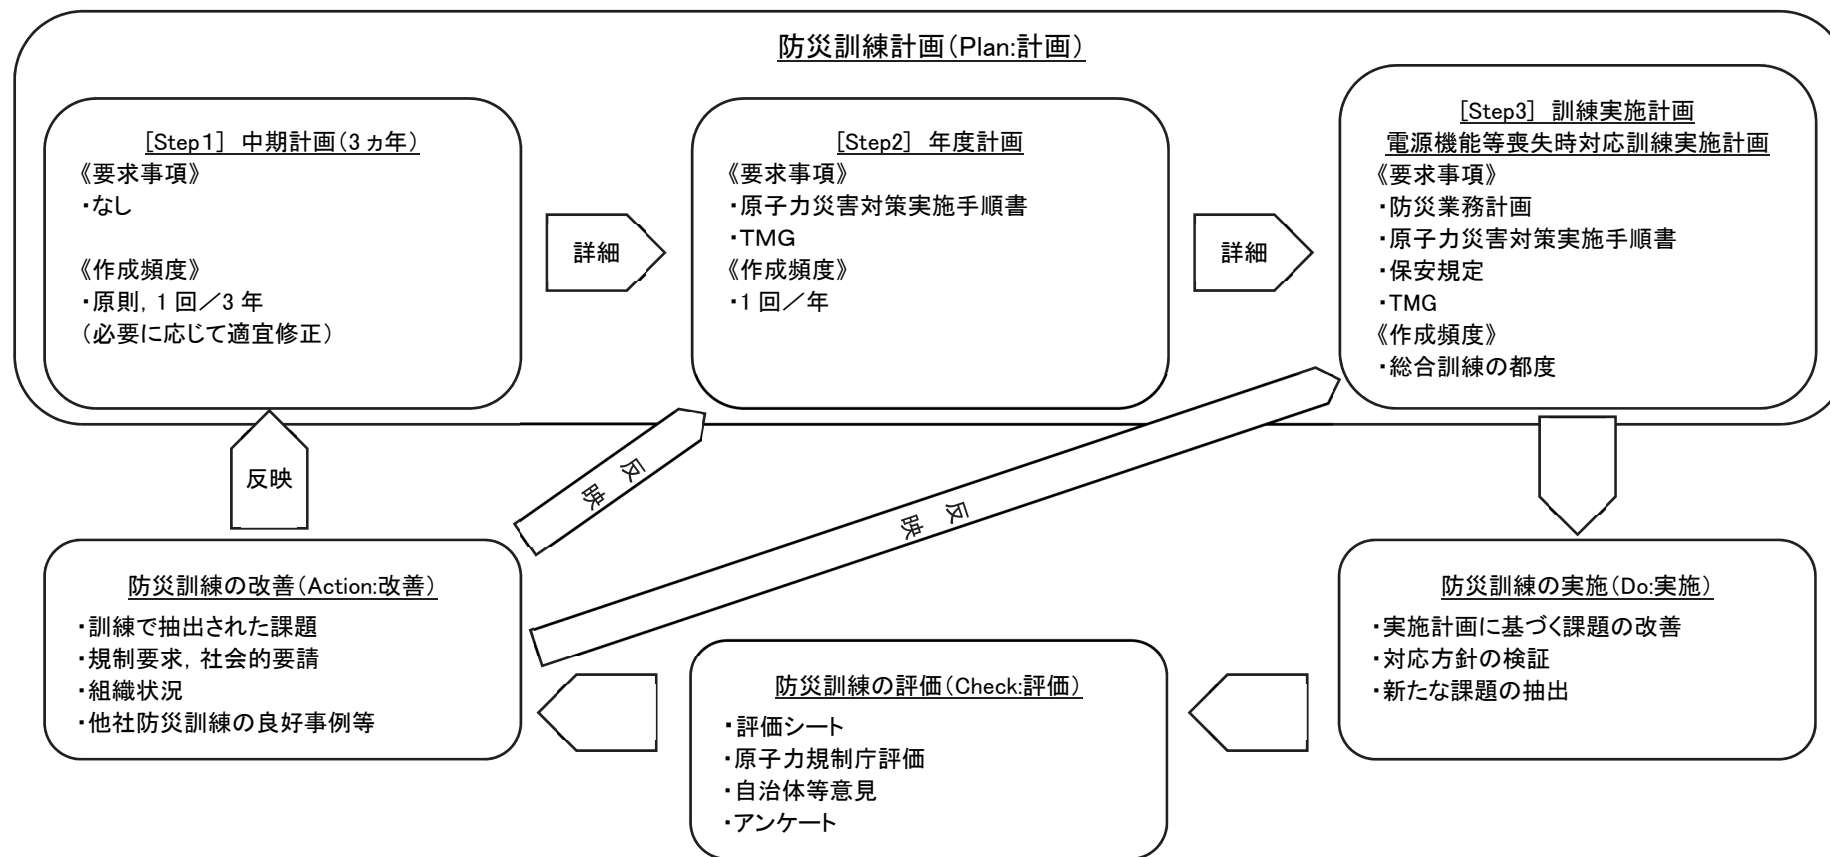 防災訓練計画(Plan:計画)
[Step1] 中期計画(3ヵ年)
《要求事項》
・なし
《作成頻度》
・原則,1回/3年
(必要に応じて適宜修正)
詳細
[Step2] 年度計画
《要求事項》
・原子力災害対策実施手順書
・TMG
《作成頻度》
・1回/年
詳細
[Step3] 訓練実施計画
電源機能等喪失時対応訓練実施計画
《要求事項》
・防災業務計画
・原子力災害対策実施手順書
・保安規定
・TMG
《作成頻度》
・総合訓練の都度
反映
反映
反映
防災訓練の改善(Action:改善)
・訓練で抽出された課題
・規制要求,社会的要請
・組織状況
・他社防災訓練の良好事例等
防災訓練の評価(Check:評価)
・評価シート
・原子力規制庁評価
・自治体等意見
・アンケート
防災訓練の実施(Do:実施)
・実施計画に基づく課題の改善
・対応方針の検証
・新たな課題の抽出